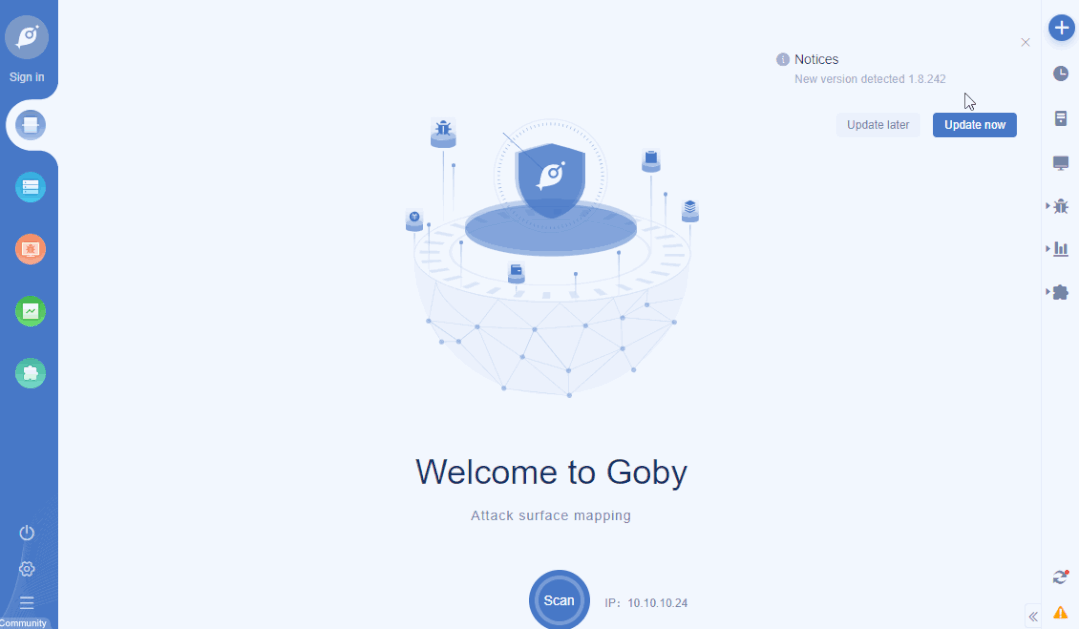 Sign in
Notices
New version detected 1.8.242
Update later
Update now
Welcome to Goby
Attack surface mapping
Scan
IP: 10.10.10.24
Community